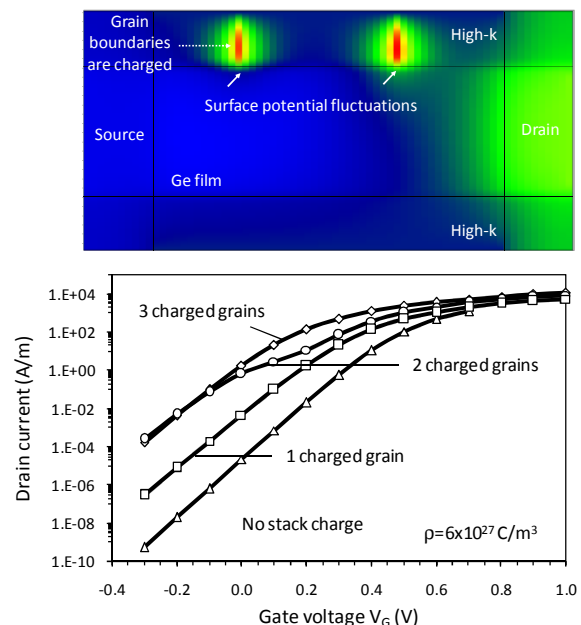 Grain
boundaries
are charged
High-k
Surface potential fluctuations
Source
Drain
Ge film
High-k
1.E+04
1.E+02
1.E+00
1.E-02
1.E-04
1.E-06
1.E-08
1.E-10
Drain current (A/m)
3 charged grains
2 charged grains
1 charged grain
No stack charge
ρ=6x10²⁷ C/m³
-0.4 -0.2 0.0 0.2 0.4 0.6 0.8 1.0
Gate voltage V_G (V)